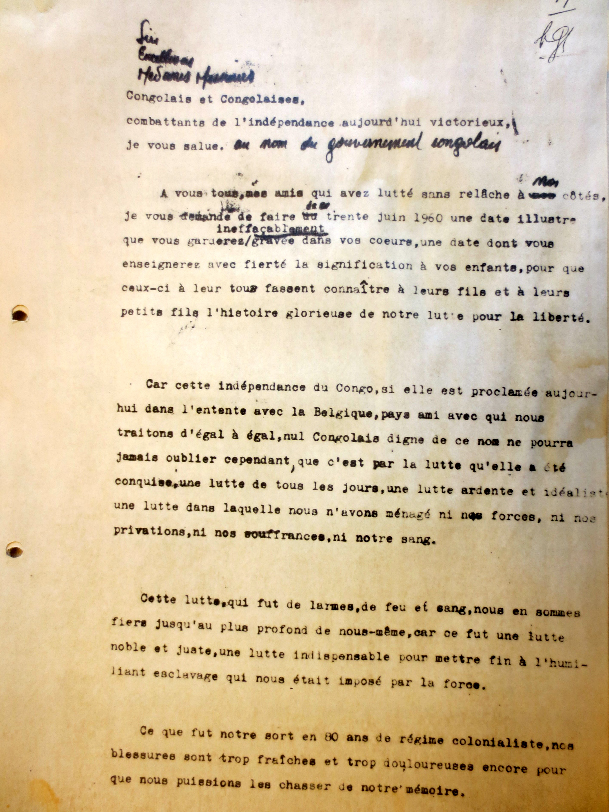 Sire
Excellences
Mesdames Messieurs
Congolais et Congolaises,
combattants de l'indépendance aujourd'hui victorieux,
je vous salue. au nom du gouvernement congolais
A vous tous,mes amis qui avez lutté sans relâche à nos côtés,
je vous demande de faire de ce trente juin 1960 une date illustre
ineffaçablement
que vous garderez/gravée dans vos coeurs,une date dont vous
enseignerez avec fierté la signification à vos enfants,pour que
ceux-ci à leur tour fassent connaître à leurs fils et à leurs
petits fils l'histoire glorieuse de notre lutte pour la liberté.
Car cette indépendance du Congo,si elle est proclamée aujour-
hui dans l'entente avec la Belgique,pays ami avec qui nous
traitons d'égal à égal,nul Congolais digne de ce nom ne pourra
jamais oublier cependant,que c'est par la lutte qu'elle a été
conquise,une lutte de tous les jours,une lutte ardente et idéaliste
une lutte dans laquelle nous n'avons ménagé ni nos forces, ni nos
privations,ni nos souffrances,ni notre sang.
Cette lutte,qui fut de larmes,de feu et sang,nous en sommes
fiers jusqu'au plus profond de nous-même,car ce fut une lutte
noble et juste,une lutte indispensable pour mettre fin à l'humi-
liant esclavage qui nous était imposé par la force.
Ce que fut notre sort en 80 ans de régime colonialiste,nos
blessures sont trop fraîches et trop douloureuses encore pour
que nous puissions les chasser de notre mémoire.